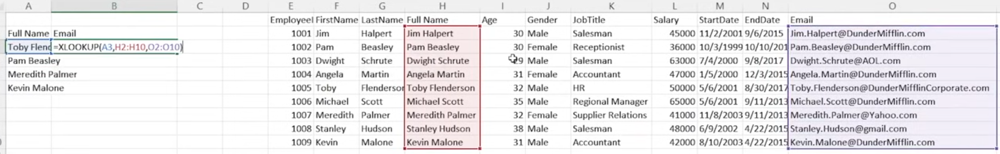 A B C D E F G H I J K L M N O
EmployeeI FirstName LastName Full Name Age Gender JobTitle Salary StartDate EndDate Email
Full Name Email 1001 Jim Halpert Jim Halpert 30 Male Salesman 45000 11/2/2001 9/6/2015 Jim.Halpert@DunderMifflin.com
Toby Flend =XLOOKUP(A3,H2:H10,O2:O10) 1002 Pam Beasley Pam Beasley 30 Female Receptionist 36000 10/3/1999 10/10/201 Pam.Beasley@DunderMifflin.com
Pam Beasley 1003 Dwight Schrute Dwight Schrute 29 Male Salesman 63000 7/4/2000 9/8/2017 Dwight.Schrute@AOL.com
Meredith Palmer 1004 Angela Martin Angela Martin 31 Female Accountant 47000 1/5/2000 12/3/2015 Angela.Martin@DunderMifflin.com
Kevin Malone 1005 Toby Flenderson Toby Flenderson 32 Male HR 50000 5/6/2001 8/30/2017 Toby.Flenderson@DunderMifflinCorporate.com
1006 Michael Scott Michael Scott 35 Male Regional Manager 65000 5/6/2001 9/11/2013 Michael.Scott@DunderMifflin.com
1007 Meredith Palmer Meredith Palmer 32 Female Supplier Relations 41000 11/8/2003 9/11/2013 Meredith.Palmer@Yahoo.com
1008 Stanley Hudson Stanley Hudson 38 Male Salesman 48000 6/9/2002 4/22/2015 Stanley.Hudson@gmail.com
1009 Kevin Malone Kevin Malone 31 Male Accountant 42000 8/10/2003 4/22/2015 Kevin.Malone@DunderMifflin.com